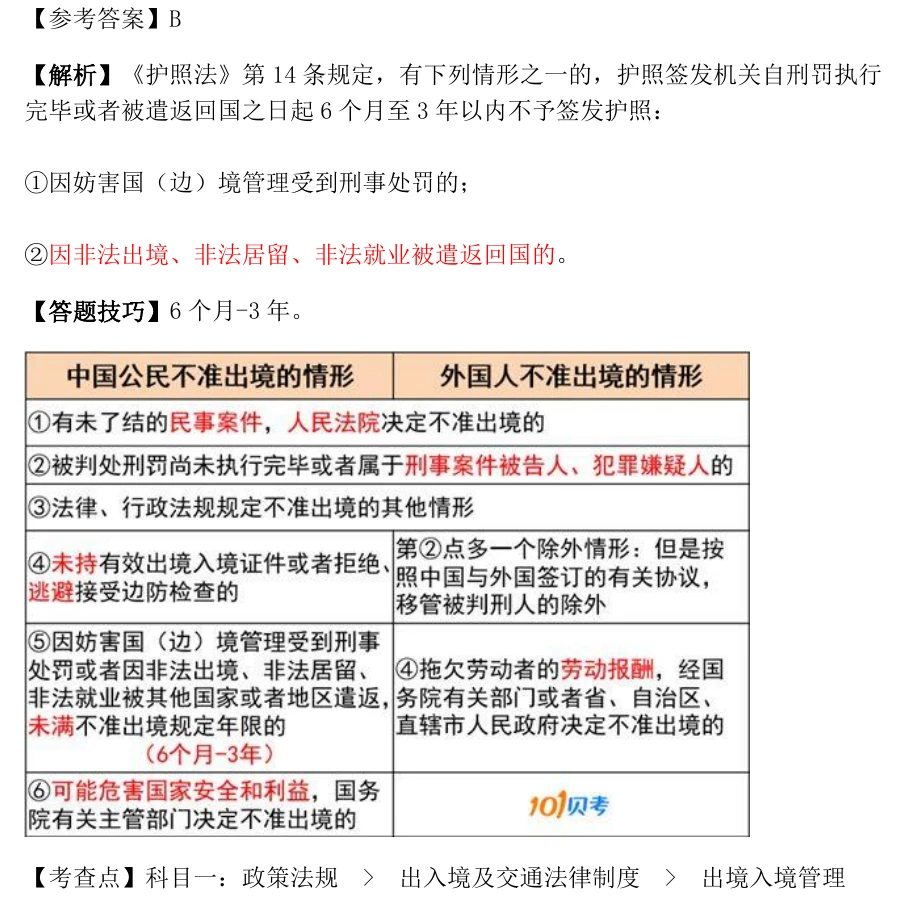 【参考答案】B
【解析】《护照法》第 14 条规定，有下列情形之一的，护照签发机关自刑罚执行
完毕或者被遣返回国之日起 6 个月至 3 年以内不予签发护照：
①因妨害国（边）境管理受到刑事处罚的；
②因非法出境、非法居留、非法就业被遣返回国的。
【答题技巧】6 个月-3 年。
中国公民不准出境的情形 外国人不准出境的情形
①有未了结的民事案件，人民法院决定不准出境的
②被判处刑罚尚未执行完毕或者属于刑事案件被告人、犯罪嫌疑人的
③法律、行政法规规定不准出境的其他情形
④未持有效出境入境证件或者拒绝、
逃避接受边防检查的
第②点多一个除外情形：但是按
照中国与外国签订的有关协议，
移管被判刑人的除外
⑤因妨害国（边）境管理受到刑事
处罚或者因非法出境、非法居留、
非法就业被其他国家或者地区遣返，
未满不准出境规定年限的
（6个月-3年）
④拖欠劳动者的劳动报酬，经国
务院有关部门或者省、自治区、
直辖市人民政府决定不准出境的
⑥可能危害国家安全和利益，国务
院有关主管部门决定不准出境的
101贝考
【考查点】科目一：政策法规 > 出入境及交通法律制度 > 出境入境管理